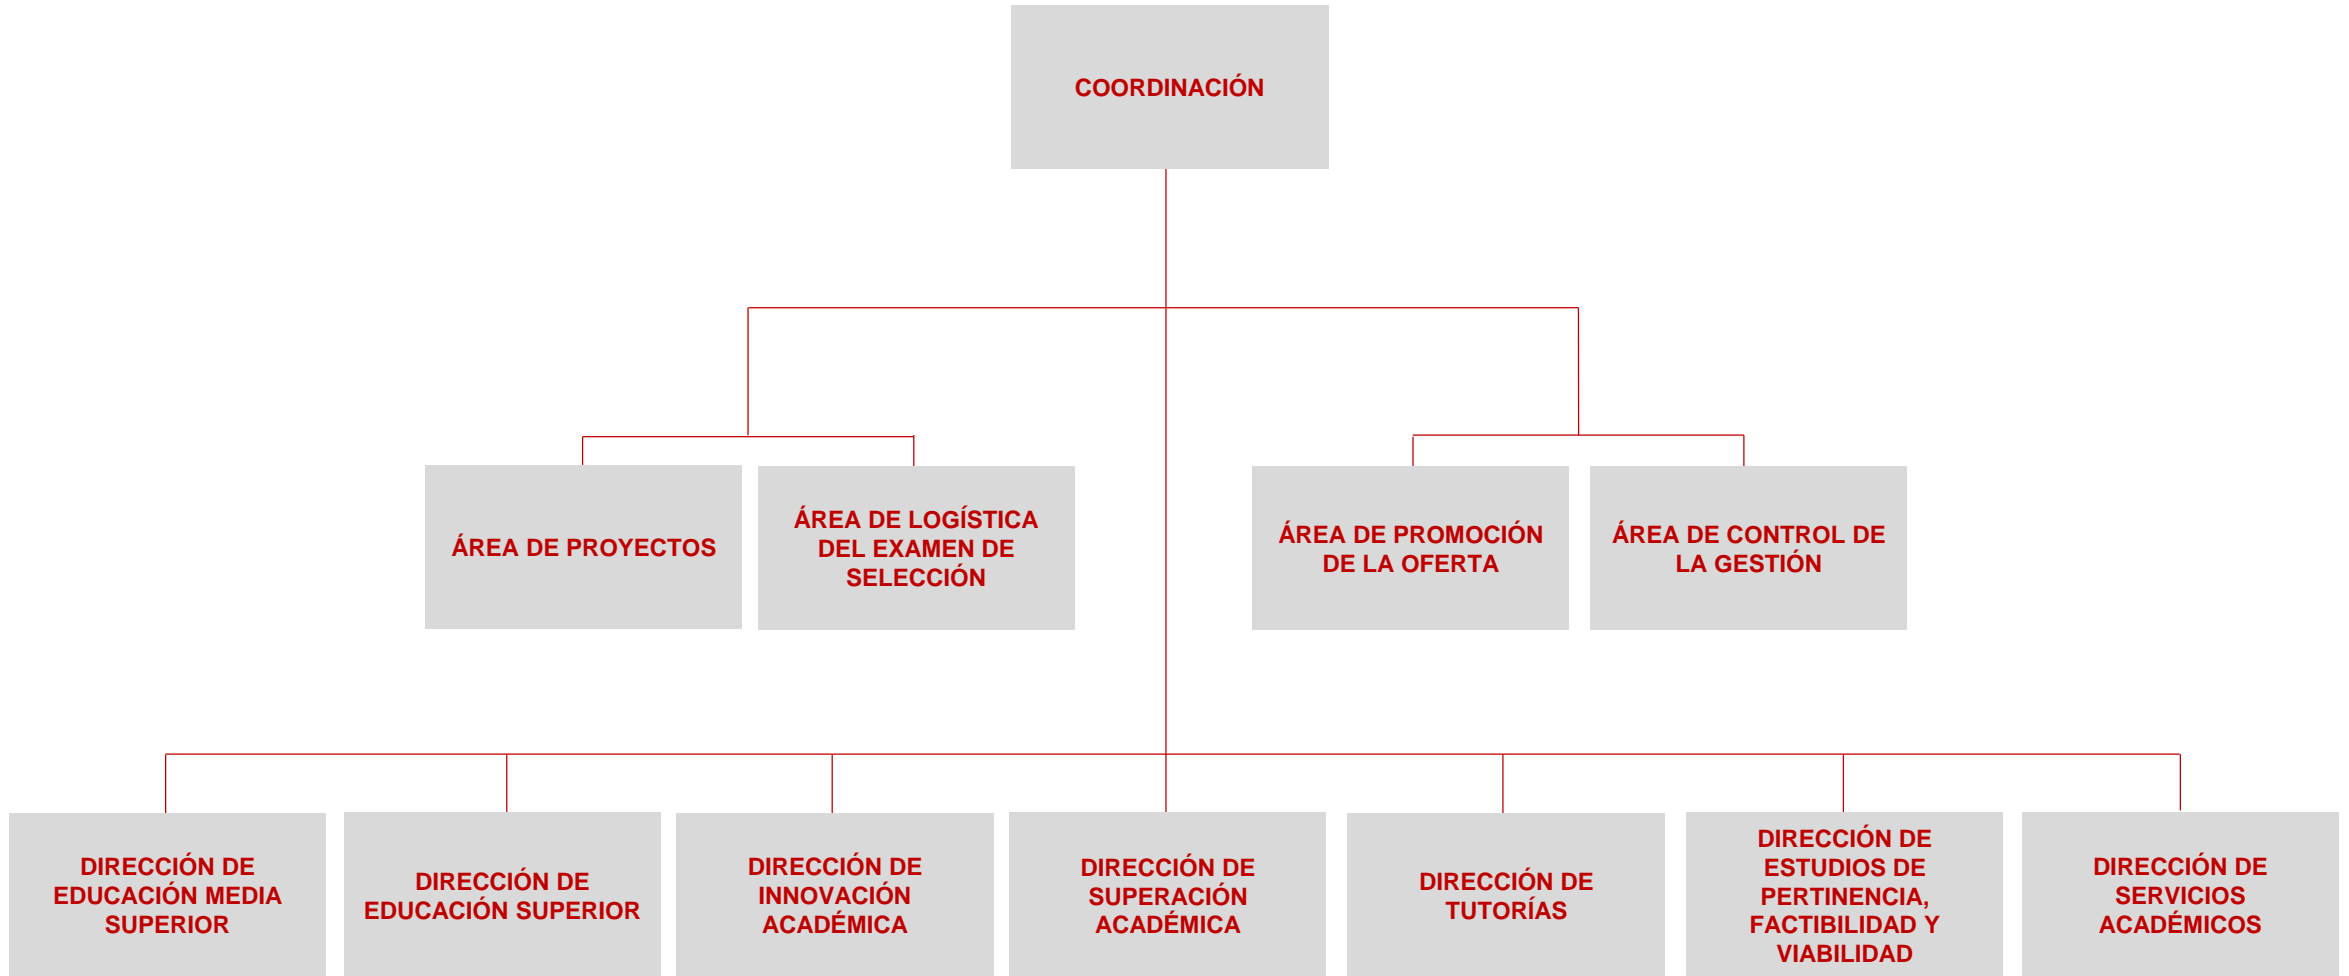 COORDINACIÓN
ÁREA DE PROYECTOS
ÁREA DE LOGÍSTICA
DEL EXAMEN DE
SELECCIÓN
ÁREA DE PROMOCIÓN
DE LA OFERTA
ÁREA DE CONTROL DE
LA GESTIÓN
DIRECCIÓN DE
EDUCACIÓN MEDIA
SUPERIOR
DIRECCIÓN DE
EDUCACIÓN SUPERIOR
DIRECCIÓN DE
INNOVACIÓN
ACADÉMICA
DIRECCIÓN DE
SUPERACIÓN
ACADÉMICA
DIRECCIÓN DE
TUTORÍAS
DIRECCIÓN DE
ESTUDIOS DE
PERTINENCIA,
FACTIBILIDAD Y
VIABILIDAD
DIRECCIÓN DE
SERVICIOS
ACADÉMICOS